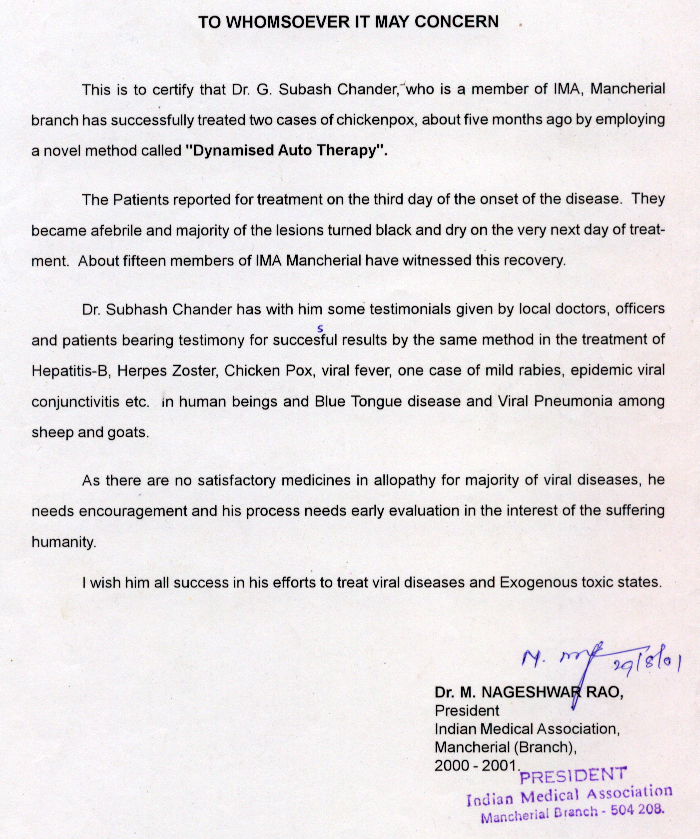 TO WHOMSOEVER IT MAY CONCERN
This is to certify that Dr. G. Subash Chander, who is a member of IMA, Mancherial
branch has successfully treated two cases of chickenpox, about five months ago by employing
a novel method called "Dynamised Auto Therapy".
The Patients reported for treatment on the third day of the onset of the disease. They
became afebrile and majority of the lesions turned black and dry on the very next day of treat-
ment. About fifteen members of IMA Mancherial have witnessed this recovery.
Dr. Subhash Chander has with him some testimonials given by local doctors, officers
s
and patients bearing testimony for succesful results by the same method in the treatment of
Hepatitis-B, Herpes Zoster, Chicken Pox, viral fever, one case of mild rabies, epidemic viral
conjunctivitis etc. in human beings and Blue Tongue disease and Viral Pneumonia among
sheep and goats.
As there are no satisfactory medicines in allopathy for majority of viral diseases, he
needs encouragement and his process needs early evaluation in the interest of the suffering
humanity.
I wish him all success in his efforts to treat viral diseases and Exogenous toxic states.
29/8/01
Dr. M. NAGESHWAR RAO,
President
Indian Medical Association,
Mancherial (Branch),
2000 - 2001.
PRESIDENT
Indian Medical Association
Mancherial Branch - 504 208.